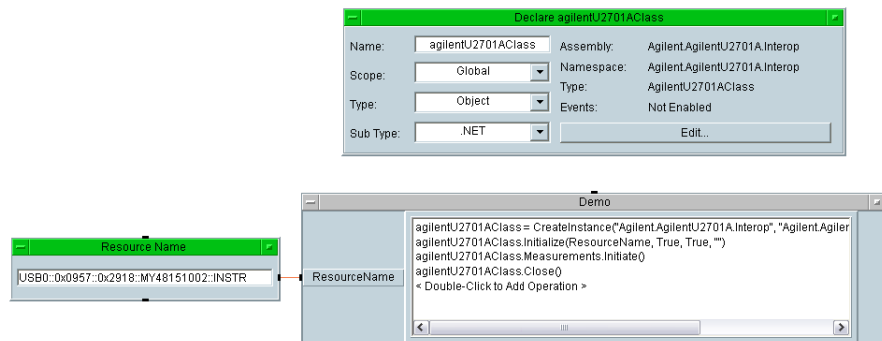 Declare agilentU2701AClass
Name: agilentU2701AClass Assembly: Agilent.AgilentU2701A.Interop
Scope: Global Namespace: Agilent.AgilentU2701A.Interop
Type: AgilentU2701AClass
Type: Object Events: Not Enabled
Sub Type: .NET Edit...
Demo
agilentU2701AClass = CreateInstance("Agilent.AgilentU2701A.Interop", "Agilent.Agiler
agilentU2701AClass.Initialize(ResourceName, True, True, "")
agilentU2701AClass.Measurements.Initiate()
agilentU2701AClass.Close()
< Double-Click to Add Operation >
Resource Name
USB0::0x0957::0x2918::MY48151002::INSTR
ResourceName